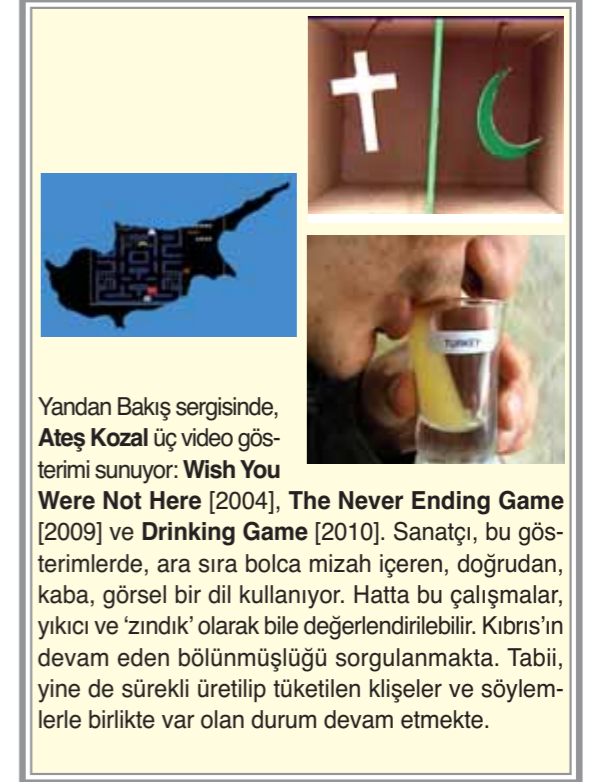 TURKEY
Yandan Bakış sergisinde,
Ateş Kozal üç video gös-
terimi sunuyor: Wish You
Were Not Here [2004], The Never Ending Game
[2009] ve Drinking Game [2010]. Sanatçı, bu gös-
terimlerde, ara sıra bolca mizah içeren, doğrudan,
kaba, görsel bir dil kullanıyor. Hatta bu çalışmalar,
yıkıcı ve ‘zındık’ olarak bile değerlendirilebilir. Kıbrıs’ın
devam eden bölünmüşlüğü sorgulanmakta. Tabii,
yine de sürekli üretilip tüketilen klişeler ve söylem-
lerle birlikte var olan durum devam etmekte.